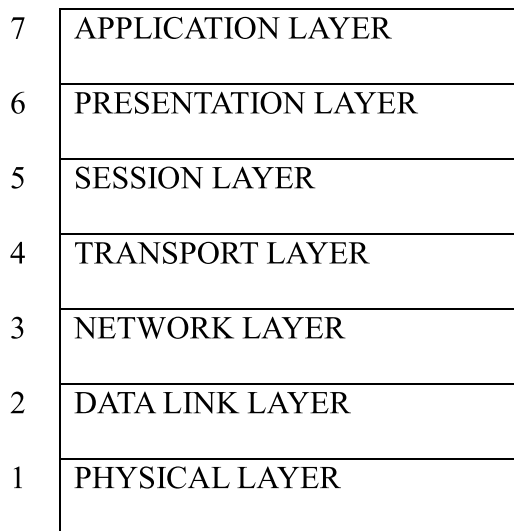 7 APPLICATION LAYER
6 PRESENTATION LAYER
5 SESSION LAYER
4 TRANSPORT LAYER
3 NETWORK LAYER
2 DATA LINK LAYER
1 PHYSICAL LAYER